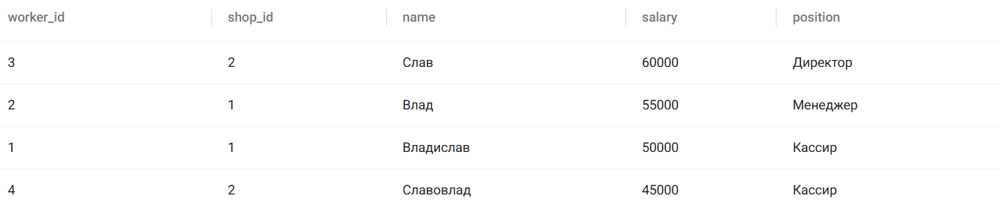 worker_id shop_id name salary position
3 2 Слав 60000 Директор
2 1 Влад 55000 Менеджер
1 1 Владислав 50000 Кассир
4 2 Славовлад 45000 Кассир